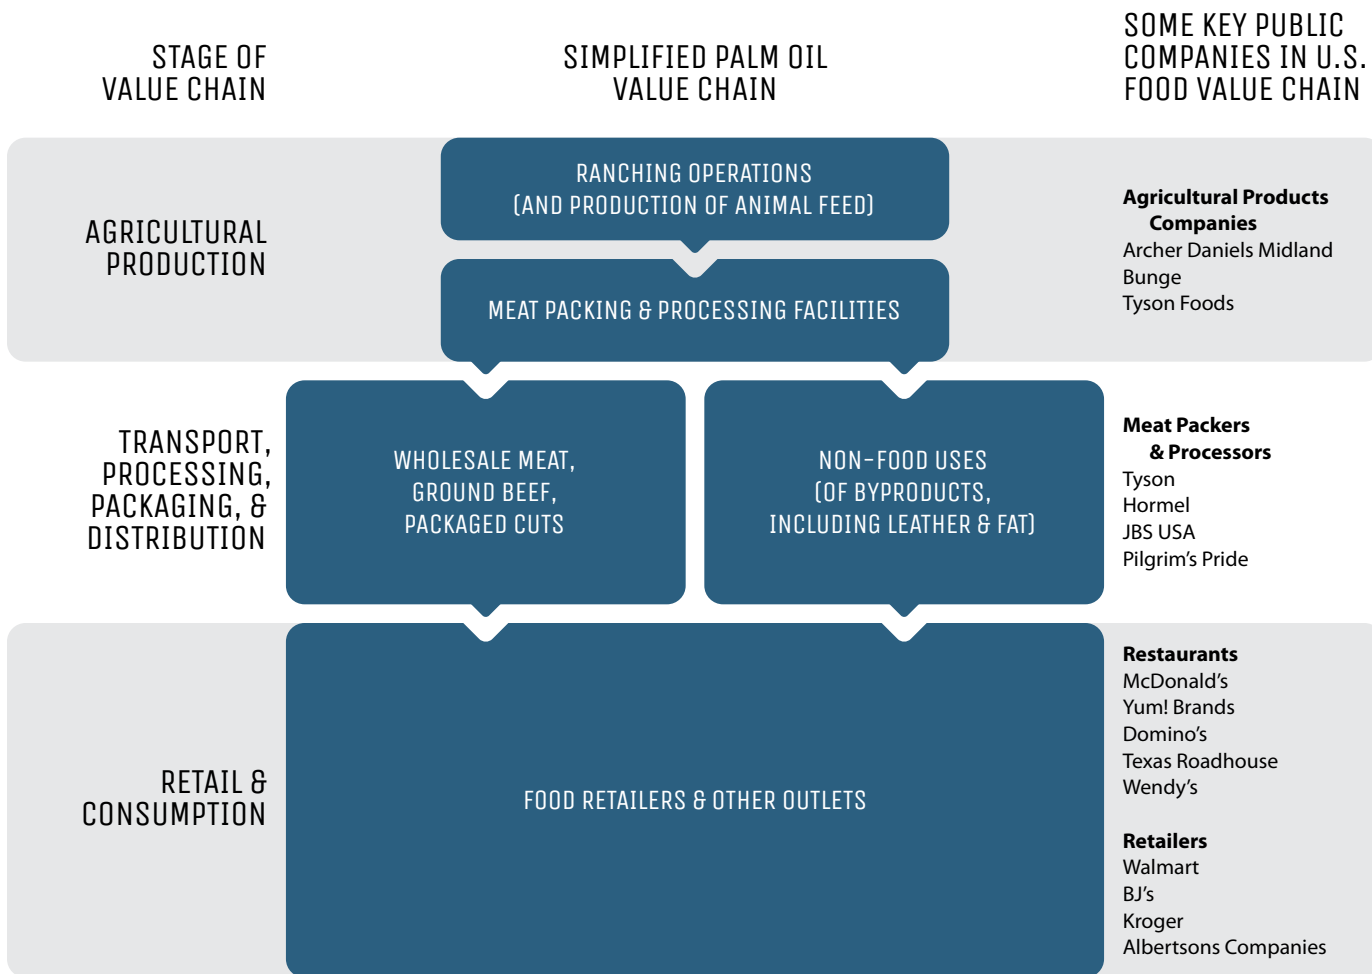 STAGE OF
VALUE CHAIN
SIMPLIFIED PALM OIL
VALUE CHAIN
SOME KEY PUBLIC
COMPANIES IN U.S.
FOOD VALUE CHAIN
AGRICULTURAL
PRODUCTION
RANCHING OPERATIONS
(AND PRODUCTION OF ANIMAL FEED)
MEAT PACKING & PROCESSING FACILITIES
Agricultural Products
Companies
Archer Daniels Midland
Bunge
Tyson Foods
TRANSPORT,
PROCESSING,
PACKAGING, &
DISTRIBUTION
WHOLESALE MEAT,
GROUND BEEF,
PACKAGED CUTS
NON-FOOD USES
(OF BYPRODUCTS,
INCLUDING LEATHER & FAT)
Meat Packers
& Processors
Tyson
Hormel
JBS USA
Pilgrim’s Pride
RETAIL &
CONSUMPTION
FOOD RETAILERS & OTHER OUTLETS
Restaurants
McDonald’s
Yum! Brands
Domino’s
Texas Roadhouse
Wendy’s
Retailers
Walmart
BJ’s
Kroger
Albertsons Companies